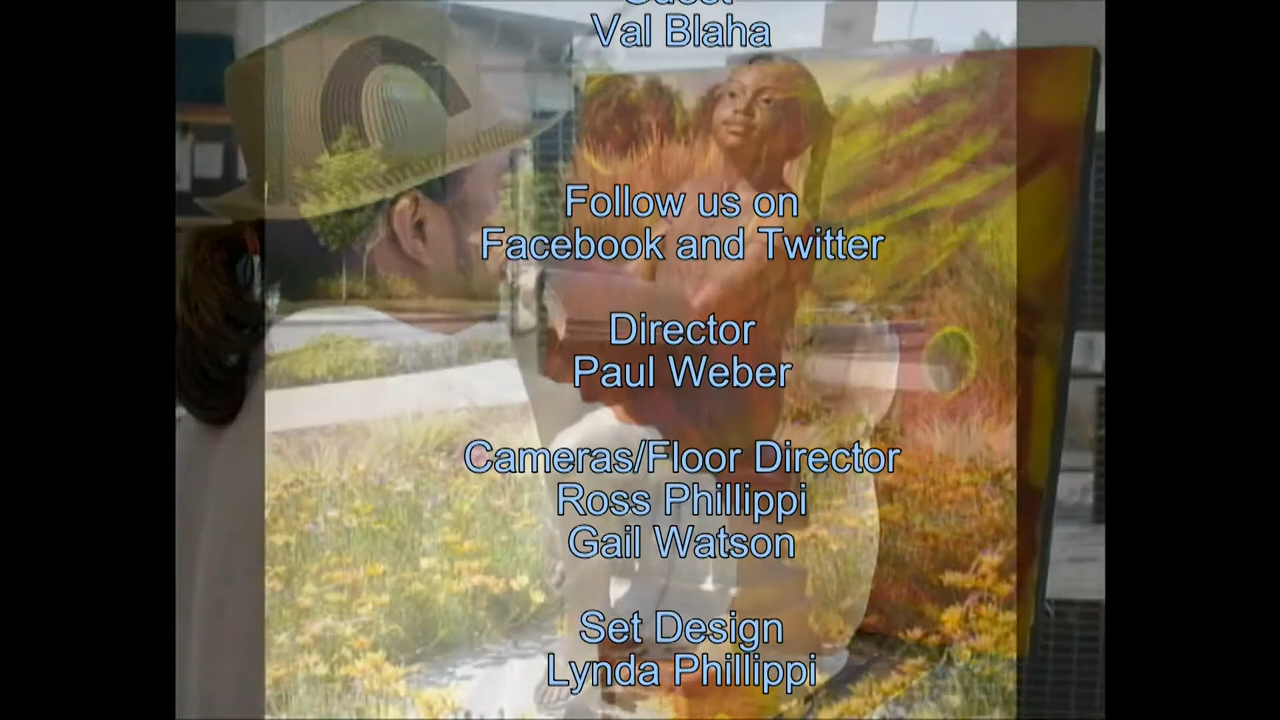 Guest
Val Blaha
Follow us on
Facebook and Twitter
Director
Paul Weber
Cameras/Floor Director
Ross Phillippi
Gail Watson
Set Design
Lynda Phillippi